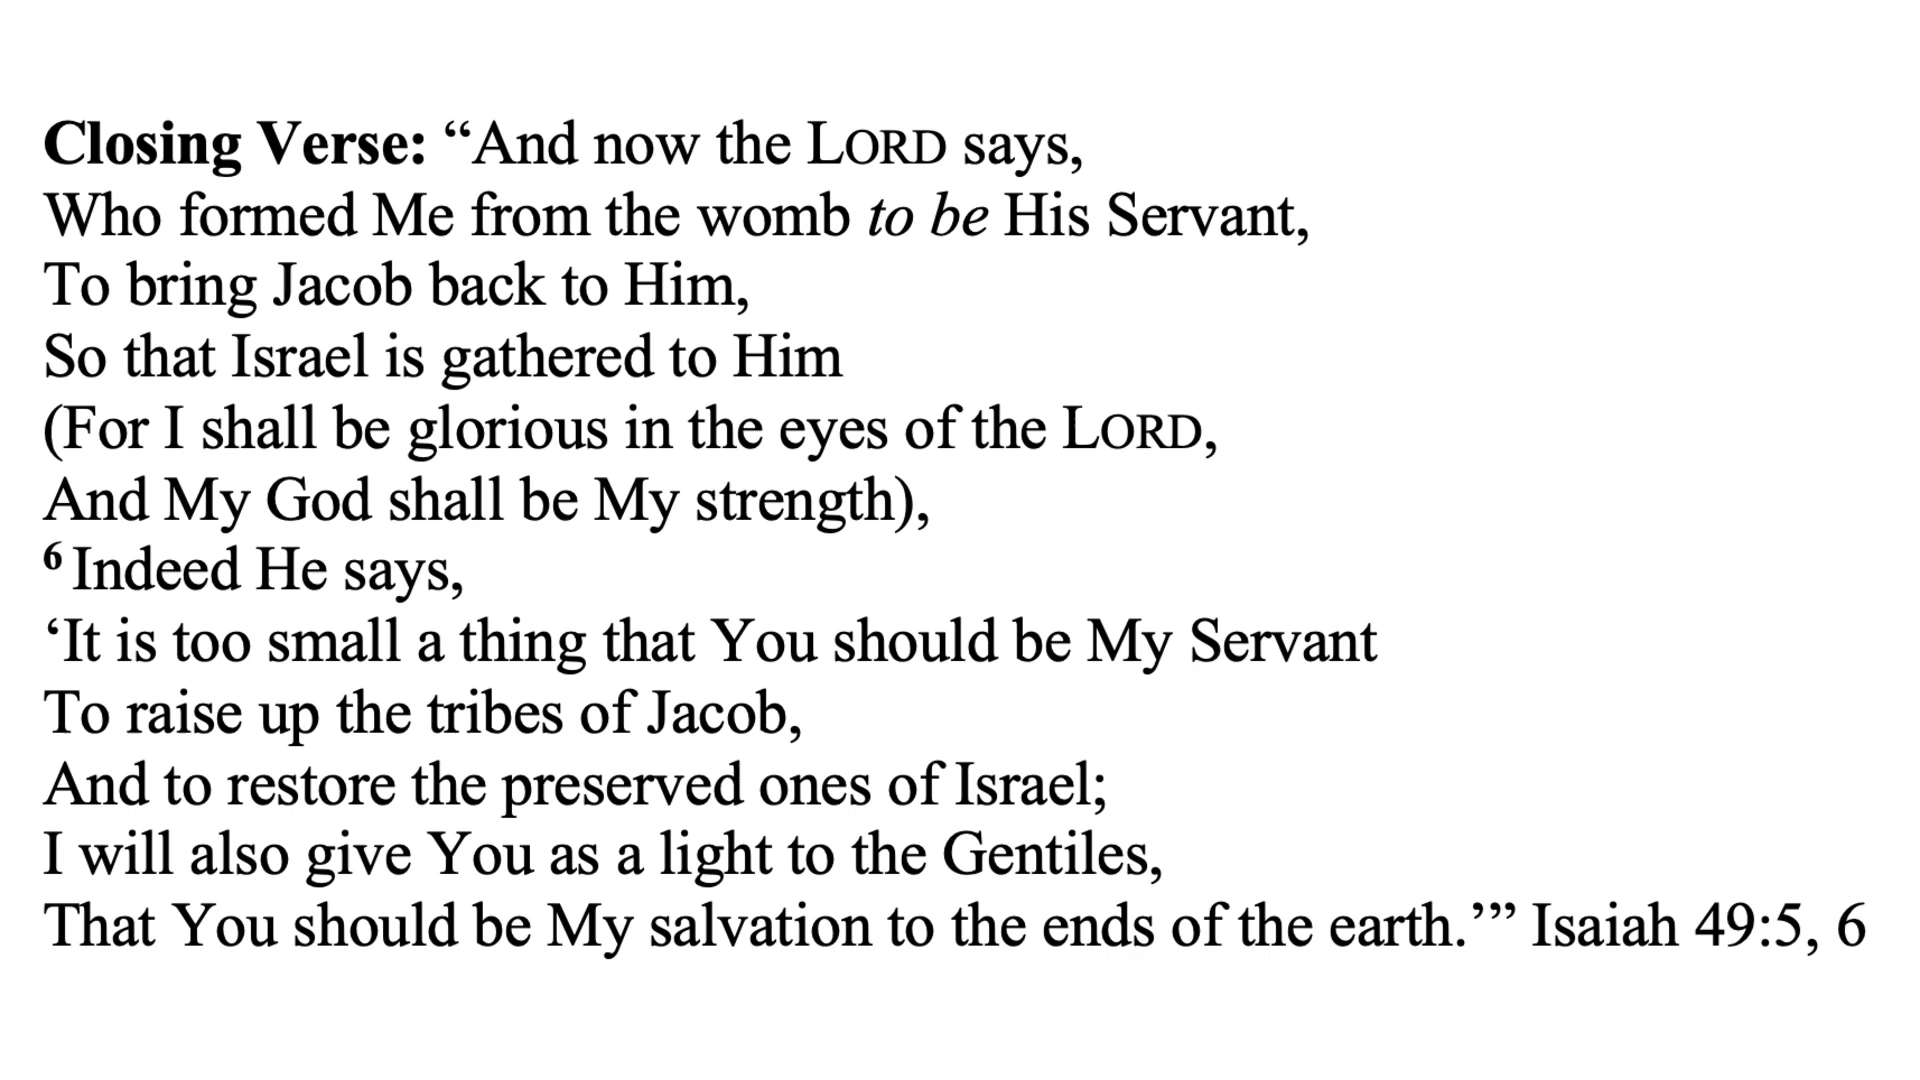 Closing Verse: “And now the LORD says,
Who formed Me from the womb to be His Servant,
To bring Jacob back to Him,
So that Israel is gathered to Him
(For I shall be glorious in the eyes of the LORD,
And My God shall be My strength),
6 Indeed He says,
‘It is too small a thing that You should be My Servant
To raise up the tribes of Jacob,
And to restore the preserved ones of Israel;
I will also give You as a light to the Gentiles,
That You should be My salvation to the ends of the earth.’” Isaiah 49:5, 6